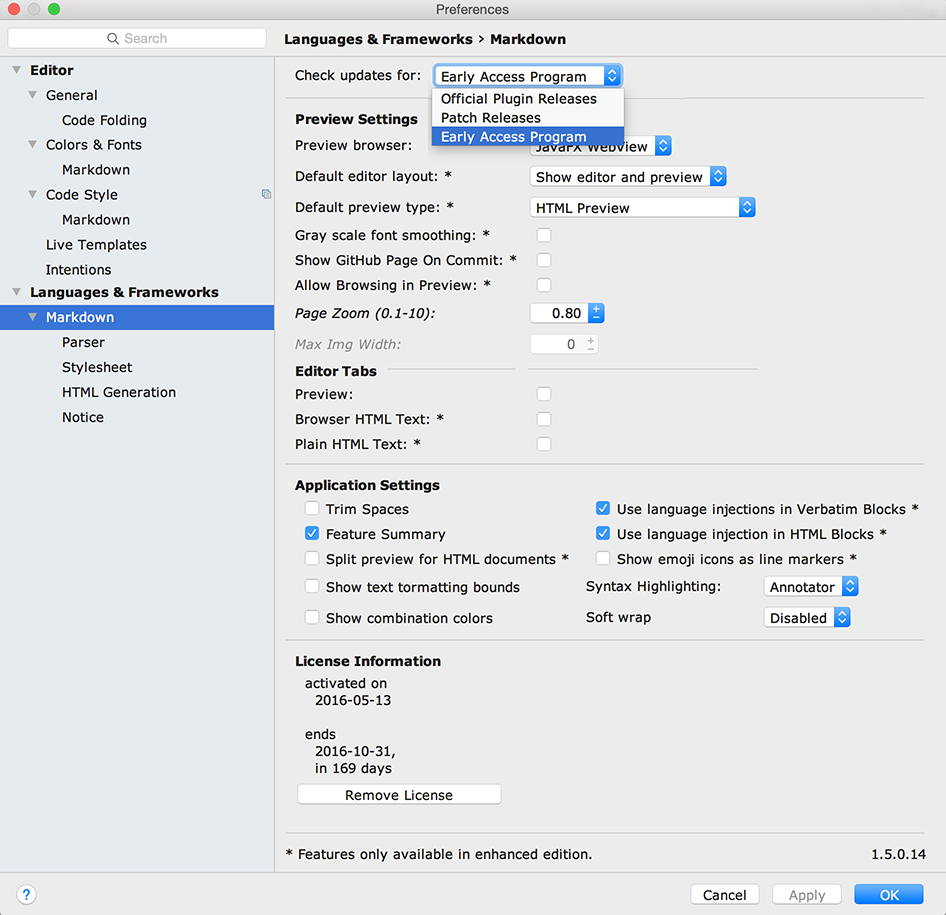 Preferences
Search
Languages & Frameworks › Markdown
Editor
General
Code Folding
Colors & Fonts
Markdown
Code Style
Markdown
Live Templates
Intentions
Languages & Frameworks
Markdown
Parser
Stylesheet
HTML Generation
Notice
Check updates for: Early Access Program
Official Plugin Releases
Patch Releases
Early Access Program
Preview Settings
Preview browser: JavaFX WebView
Default editor layout: * Show editor and preview
Default preview type: * HTML Preview
Gray scale font smoothing: *
Show GitHub Page On Commit: *
Allow Browsing in Preview: *
Page Zoom (0.1-10): 0.80
Max Img Width: 0
Editor Tabs
Preview:
Browser HTML Text: *
Plain HTML Text: *
Application Settings
Trim Spaces Use language injections in Verbatim Blocks *
Feature Summary Use language injection in HTML Blocks *
Split preview for HTML documents * Show emoji icons as line markers *
Show text tormatting bounds Syntax Highlighting: Annotator
Show combination colors Soft wrap Disabled
License Information
activated on
2016-05-13
ends
2016-10-31,
in 169 days
Remove License
* Features only available in enhanced edition. 1.5.0.14
? Cancel Apply OK